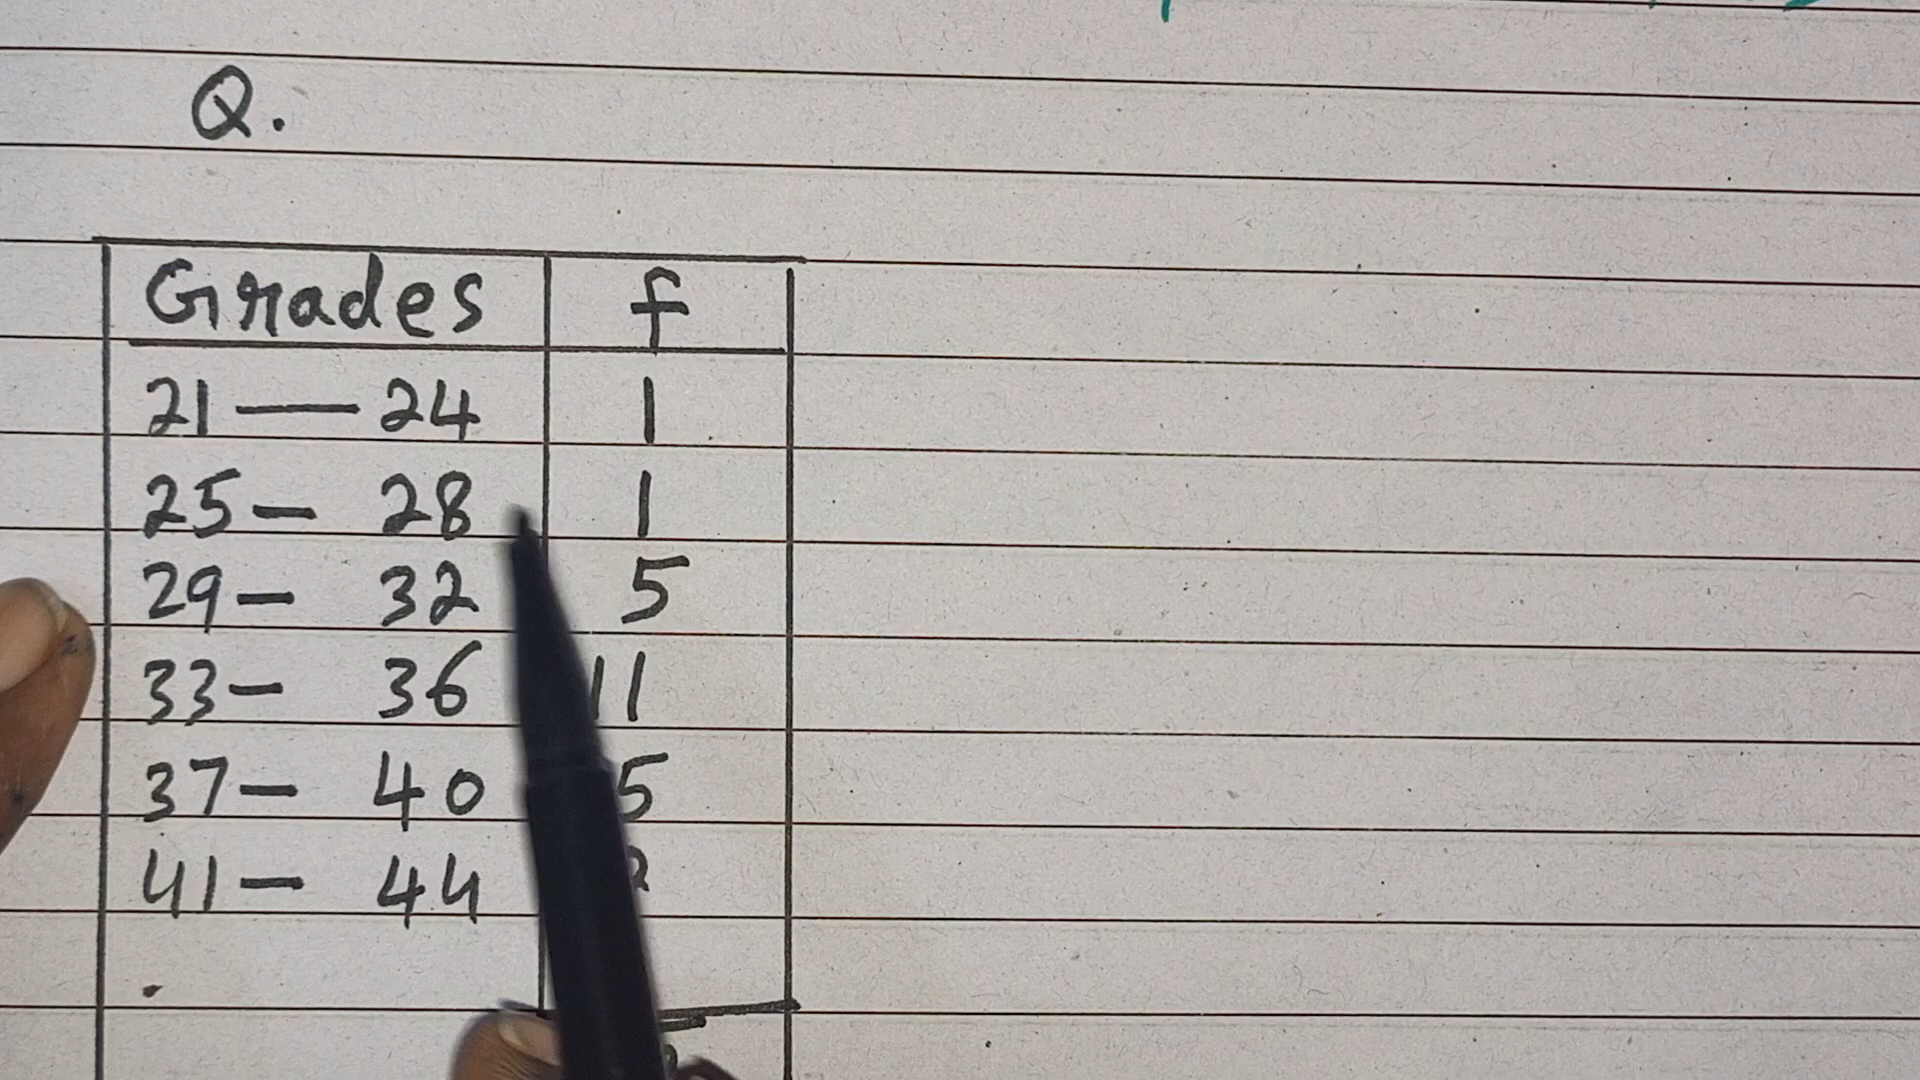 Q.
Grades f
21 — 24 1
25 — 28 1
29 — 32 5
33 — 36 11
37 — 40 5
41 — 44